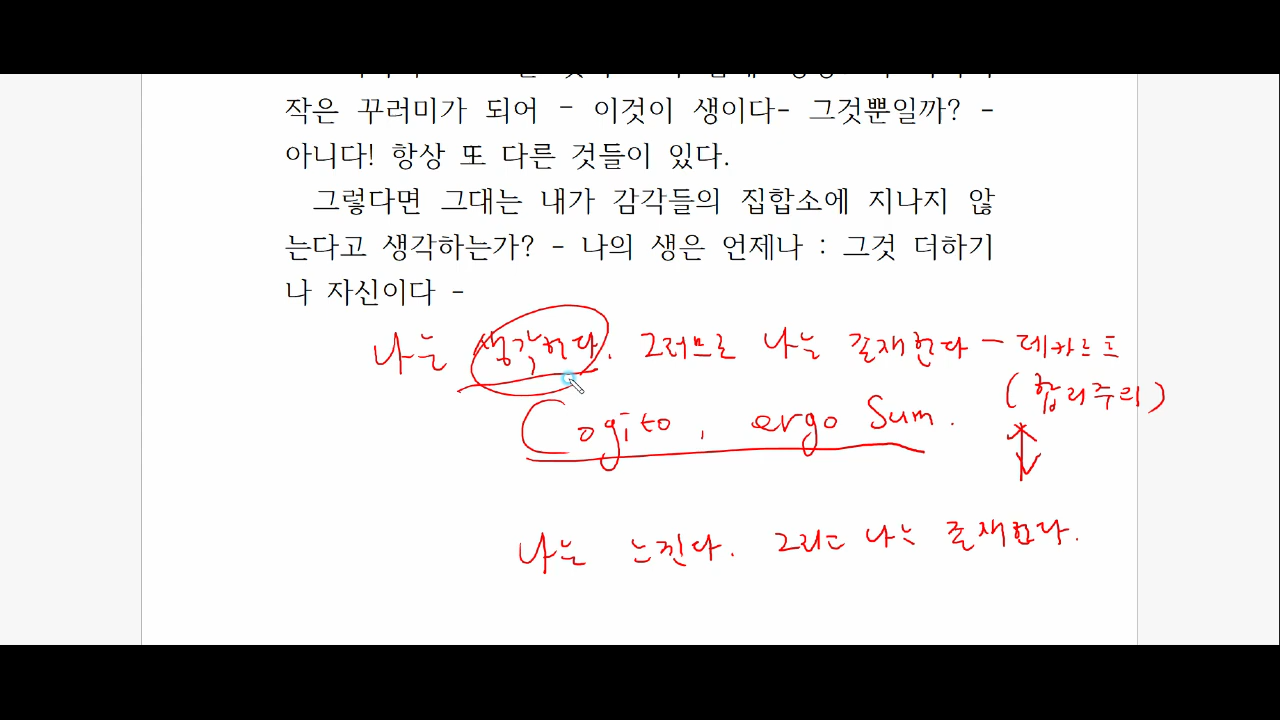 작은 꾸러미가 되어 - 이것이 생이다- 그것뿐일까? -
아니다! 항상 또 다른 것들이 있다.
그렇다면 그대는 내가 감각들의 집합소에 지나지 않
는다고 생각하는가? - 나의 생은 언제나 : 그것 더하기
나 자신이다 -
나는 생각한다. 그러므로 나는 존재한다 - 데카르트
(합리주의)
Cogito, ergo Sum.
나는 느낀다. 그리고 나는 존재한다.